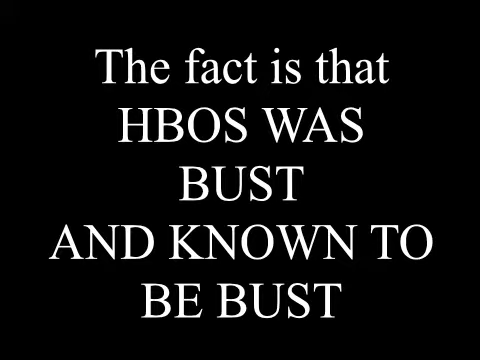 The fact is that
HBOS WAS
BUST
AND KNOWN TO
BE BUST